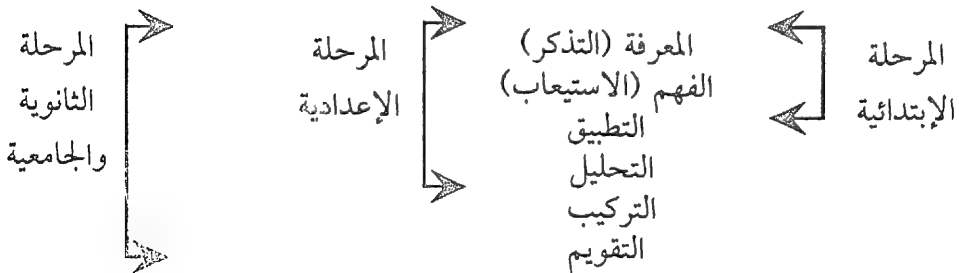 المرحلة
الإبتدائية
المعرفة (التذكر)
الفهم (الاستيعاب)
التطبيق
التحليل
التركيب
التقويم
المرحلة
الإعدادية
المرحلة
الثانوية
والجامعية